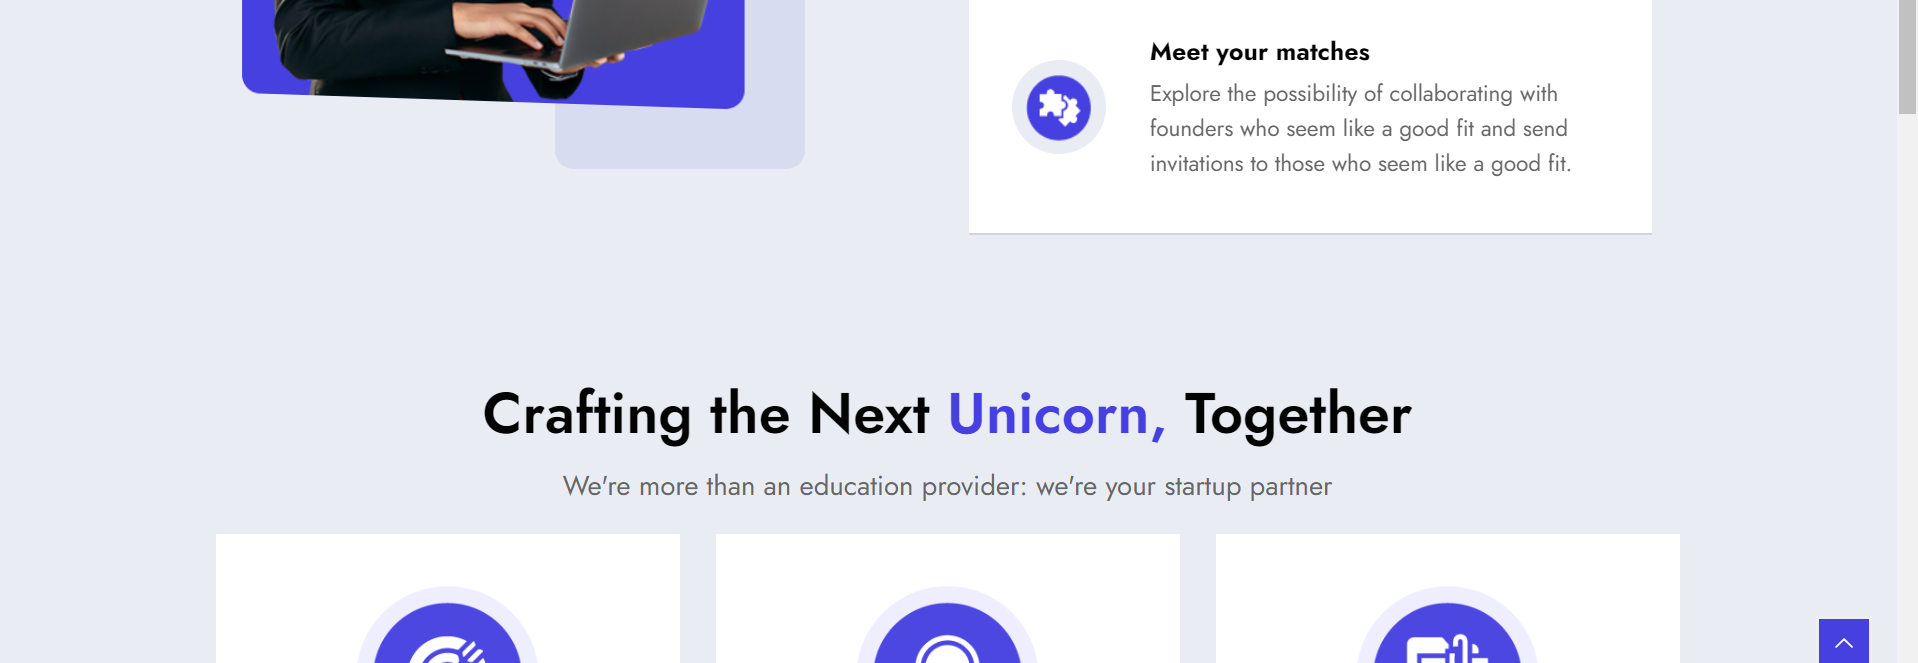 Meet your matches
Explore the possibility of collaborating with
founders who seem like a good fit and send
invitations to those who seem like a good fit.
Crafting the Next Unicorn, Together
We're more than an education provider: we're your startup partner